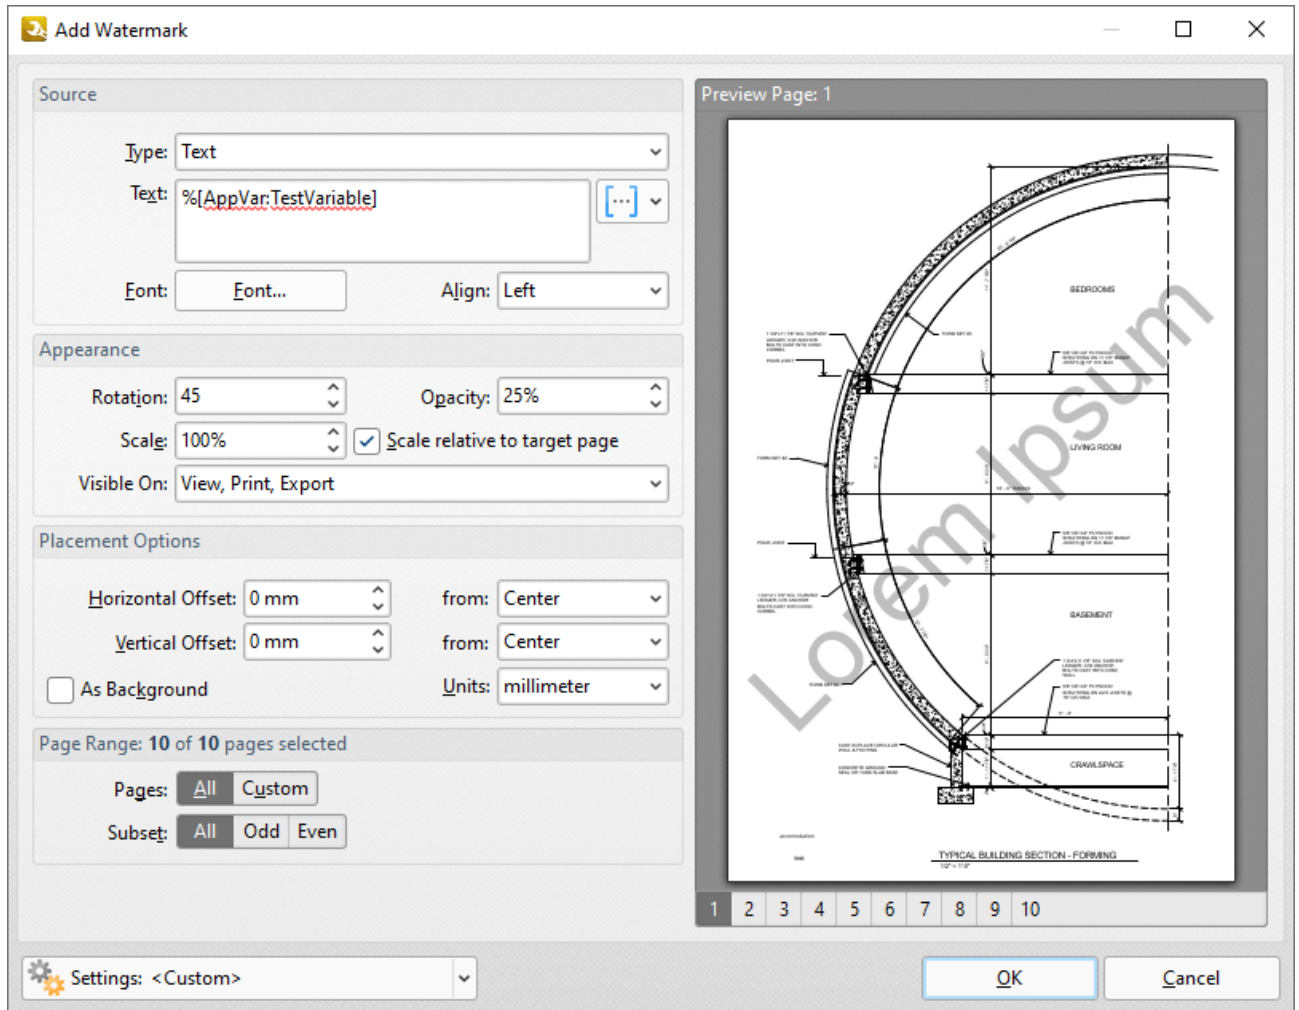 Add Watermark
Source
Type: Text
Text: %[AppVar:TestVariable]
Font: Font... Align: Left
Appearance
Rotation: 45 Opacity: 25%
Scale: 100% Scale relative to target page
Visible On: View, Print, Export
Placement Options
Horizontal Offset: 0 mm from: Center
Vertical Offset: 0 mm from: Center
As Background Units: millimeter
Page Range: 10 of 10 pages selected
Pages: All Custom
Subset: All Odd Even
Preview Page: 1
BEDROOMS
LIVING ROOM
Lorem Ipsum
BASEMENT
CRAWLSPACE
accomodation
test
TYPICAL BUILDING SECTION - FORMING
1 2 3 4 5 6 7 8 9 10
Settings: <Custom>
OK Cancel